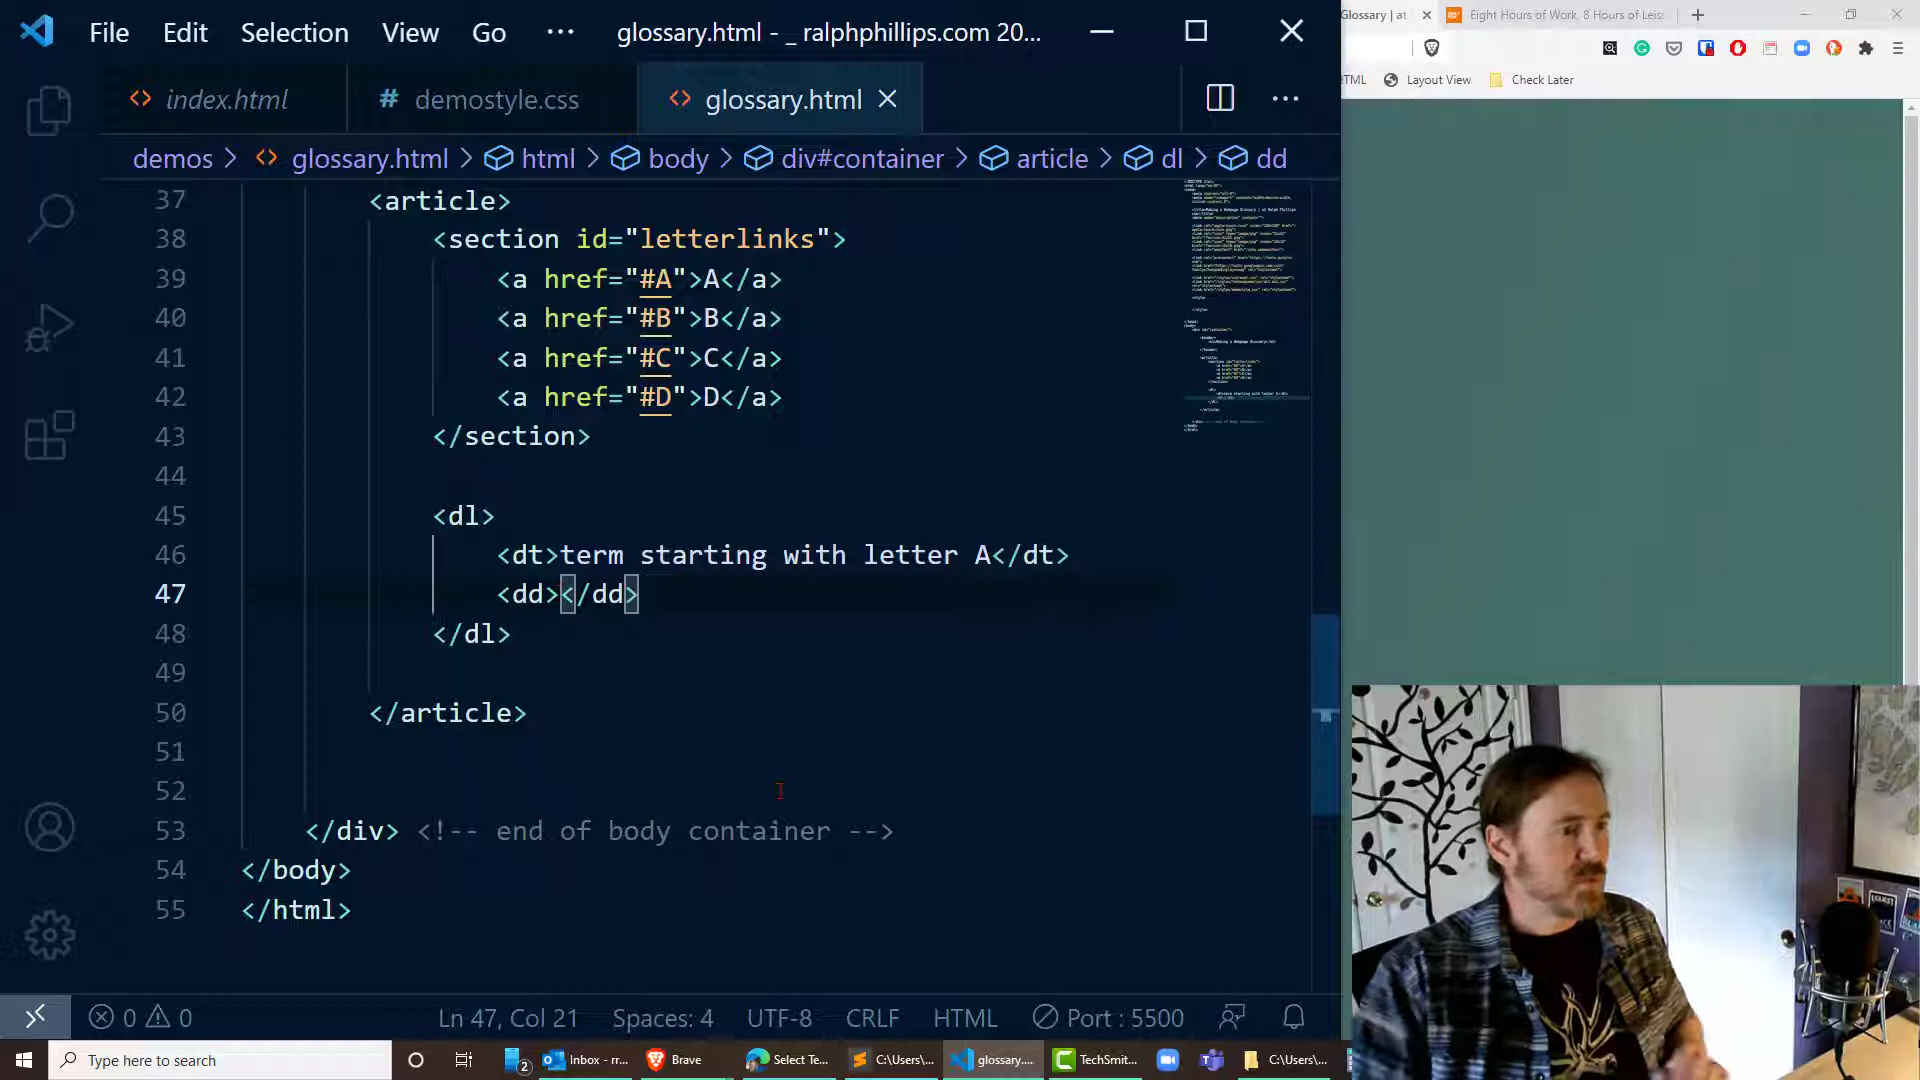 File Edit Selection View Go ··· glossary.html - _ ralphphillips.com 20...
Glossary | at
Eight Hours of Work, 8 Hours of Leis
index.html
# demostyle.css
glossary.html
HTML
Layout View
Check Later
demos > glossary.html > html > body > div#container > article > dl > dd
37 <article>
38 <section id="letterlinks">
39 <a href="#A">A</a>
40 <a href="#B">B</a>
41 <a href="#C">C</a>
42 <a href="#D">D</a>
43 </section>
44
45 <dl>
46 <dt>term starting with letter A</dt>
47 <dd></dd>
48 </dl>
49
50 </article>
51
52
53 </div> <!-- end of body container -->
54 </body>
55 </html>
0 0 Ln 47, Col 21 Spaces: 4 UTF-8 CRLF HTML Port : 5500
Type here to search
2
Inbox - rr...
Brave
Select Te...
C:\Users\...
glossary....
TechSmit...
C:\Users\...